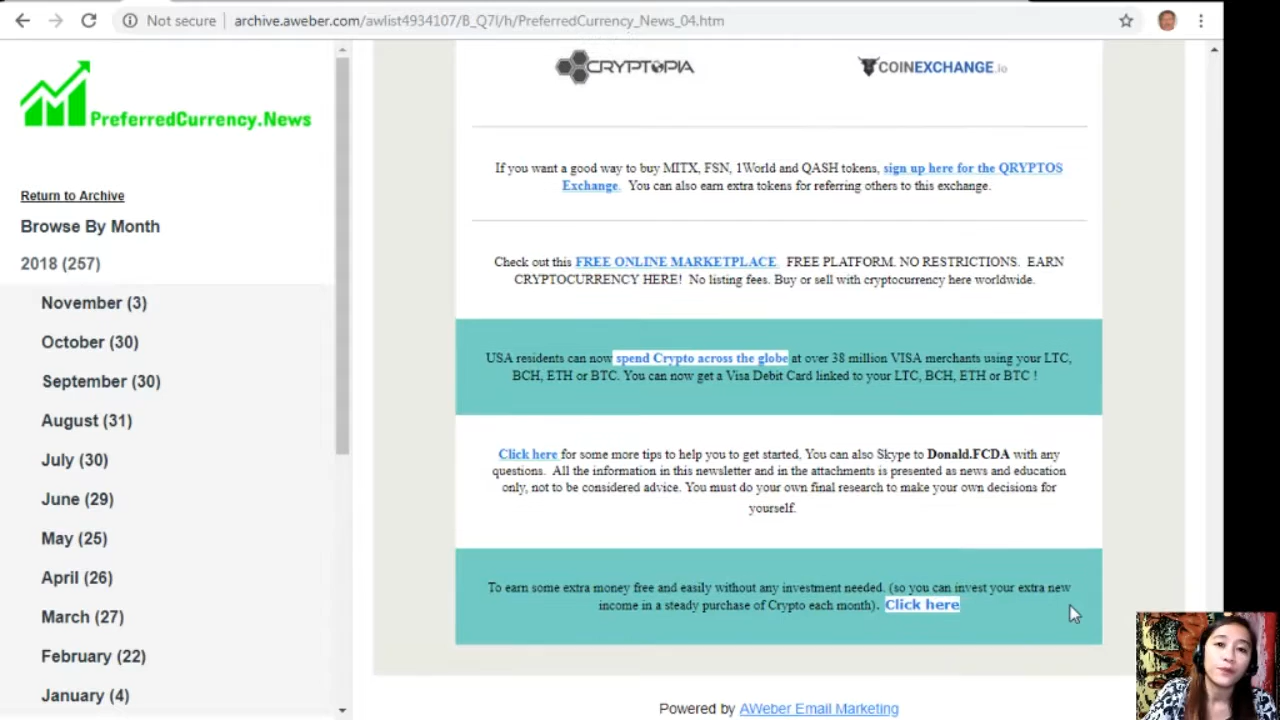 Not secure
archive.aweber.com/awlist4934107/B_Q7l/h/PreferredCurrency_News_04.htm
PreferredCurrency.News
Return to Archive
Browse By Month
2018 (257)
November (3)
October (30)
September (30)
August (31)
July (30)
June (29)
May (25)
April (26)
March (27)
February (22)
January (4)
CRYPTOPIA
COINEXCHANGE.io
If you want a good way to buy MITX, FSN, 1World and QASH tokens, sign up here for the QRYPTOS
Exchange. You can also earn extra tokens for referring others to this exchange.
Check out this FREE ONLINE MARKETPLACE. FREE PLATFORM. NO RESTRICTIONS. EARN
CRYPTOCURRENCY HERE! No listing fees. Buy or sell with cryptocurrency here worldwide.
USA residents can now spend Crypto across the globe at over 38 million VISA merchants using your LTC,
BCH, ETH or BTC. You can now get a Visa Debit Card linked to your LTC, BCH, ETH or BTC !
Click here for some more tips to help you to get started. You can also Skype to Donald.FCDA with any
questions. All the information in this newsletter and in the attachments is presented as news and education
only, not to be considered advice. You must do your own final research to make your own decisions for
yourself.
To earn some extra money free and easily without any investment needed, (so you can invest your extra new
income in a steady purchase of Crypto each month). Click here
Powered by AWeber Email Marketing